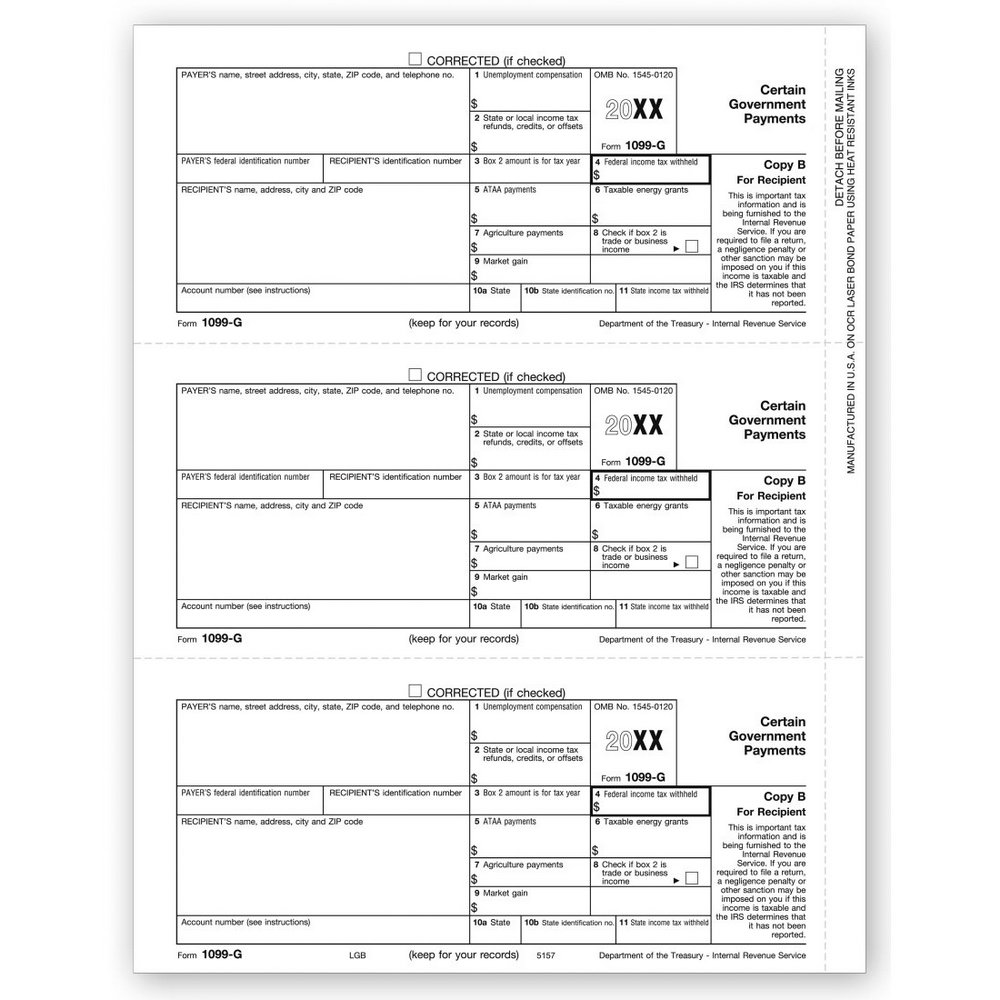 CORRECTED (if checked)
PAYER'S name, street address, city, state, ZIP code, and telephone no.
1 Unemployment compensation
$
OMB No. 1545-0120
20XX
Form 1099-G
Certain
Government
Payments
2 State or local income tax
refunds, credits, or offsets
$
PAYER'S federal identification number
RECIPIENT'S identification number
3 Box 2 amount is for tax year
4 Federal income tax withheld
$
Copy B
For Recipient
This is important tax
information and is
being furnished to the
Internal Revenue
Service. If you are
required to file a return,
a negligence penalty or
other sanction may be
imposed on you if this
income is taxable and
the IRS determines that
it has not been
reported.
RECIPIENT'S name, address, city and ZIP code
5 ATAA payments
$
6 Taxable energy grants
$
7 Agriculture payments
$
8 Check if box 2 is
trade or business
income ▶
9 Market gain
$
Account number (see instructions)
10a State
10b State identification no.
11 State income tax withheld
Form 1099-G
(keep for your records)
Department of the Treasury - Internal Revenue Service
CORRECTED (if checked)
PAYER'S name, street address, city, state, ZIP code, and telephone no.
1 Unemployment compensation
$
OMB No. 1545-0120
20XX
Form 1099-G
Certain
Government
Payments
2 State or local income tax
refunds, credits, or offsets
$
PAYER'S federal identification number
RECIPIENT'S identification number
3 Box 2 amount is for tax year
4 Federal income tax withheld
$
Copy B
For Recipient
This is important tax
information and is
being furnished to the
Internal Revenue
Service. If you are
required to file a return,
a negligence penalty or
other sanction may be
imposed on you if this
income is taxable and
the IRS determines that
it has not been
reported.
RECIPIENT'S name, address, city and ZIP code
5 ATAA payments
$
6 Taxable energy grants
$
7 Agriculture payments
$
8 Check if box 2 is
trade or business
income ▶
9 Market gain
$
Account number (see instructions)
10a State
10b State identification no.
11 State income tax withheld
Form 1099-G
(keep for your records)
Department of the Treasury - Internal Revenue Service
CORRECTED (if checked)
PAYER'S name, street address, city, state, ZIP code, and telephone no.
1 Unemployment compensation
$
OMB No. 1545-0120
20XX
Form 1099-G
Certain
Government
Payments
2 State or local income tax
refunds, credits, or offsets
$
PAYER'S federal identification number
RECIPIENT'S identification number
3 Box 2 amount is for tax year
4 Federal income tax withheld
$
Copy B
For Recipient
This is important tax
information and is
being furnished to the
Internal Revenue
Service. If you are
required to file a return,
a negligence penalty or
other sanction may be
imposed on you if this
income is taxable and
the IRS determines that
it has not been
reported.
RECIPIENT'S name, address, city and ZIP code
5 ATAA payments
$
6 Taxable energy grants
$
7 Agriculture payments
$
8 Check if box 2 is
trade or business
income ▶
9 Market gain
$
Account number (see instructions)
10a State
10b State identification no.
11 State income tax withheld
Form 1099-G
LGB
(keep for your records)
5157
Department of the Treasury - Internal Revenue Service
DETACH BEFORE MAILING
MANUFACTURED IN U.S.A. ON OCR LASER BOND PAPER USING HEAT RESISTANT INKS